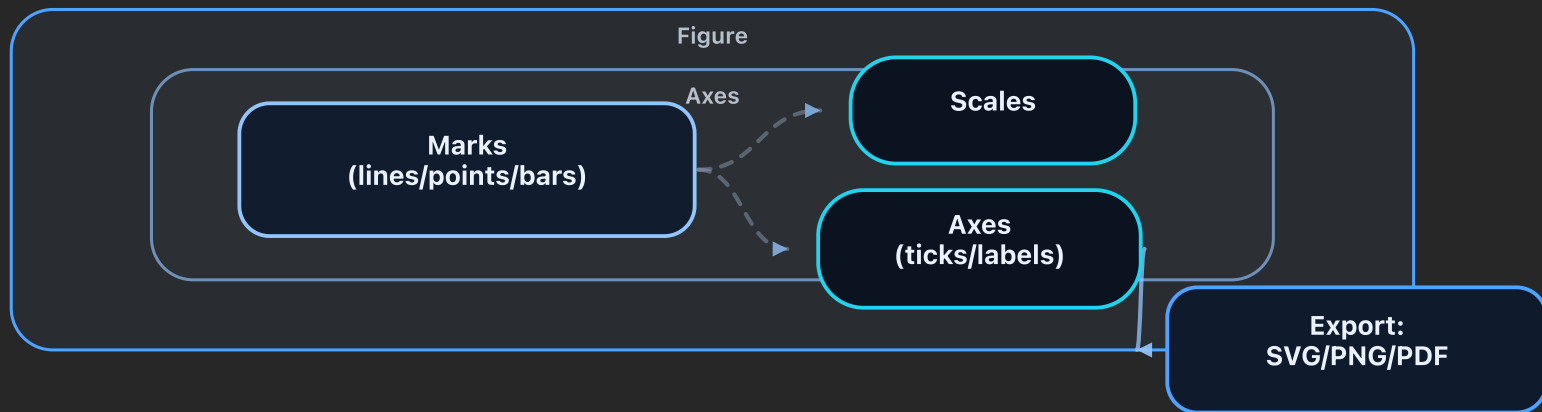 Figure
Axes
Marks
(lines/points/bars)
Scales
Axes
(ticks/labels)
Export:
SVG/PNG/PDF